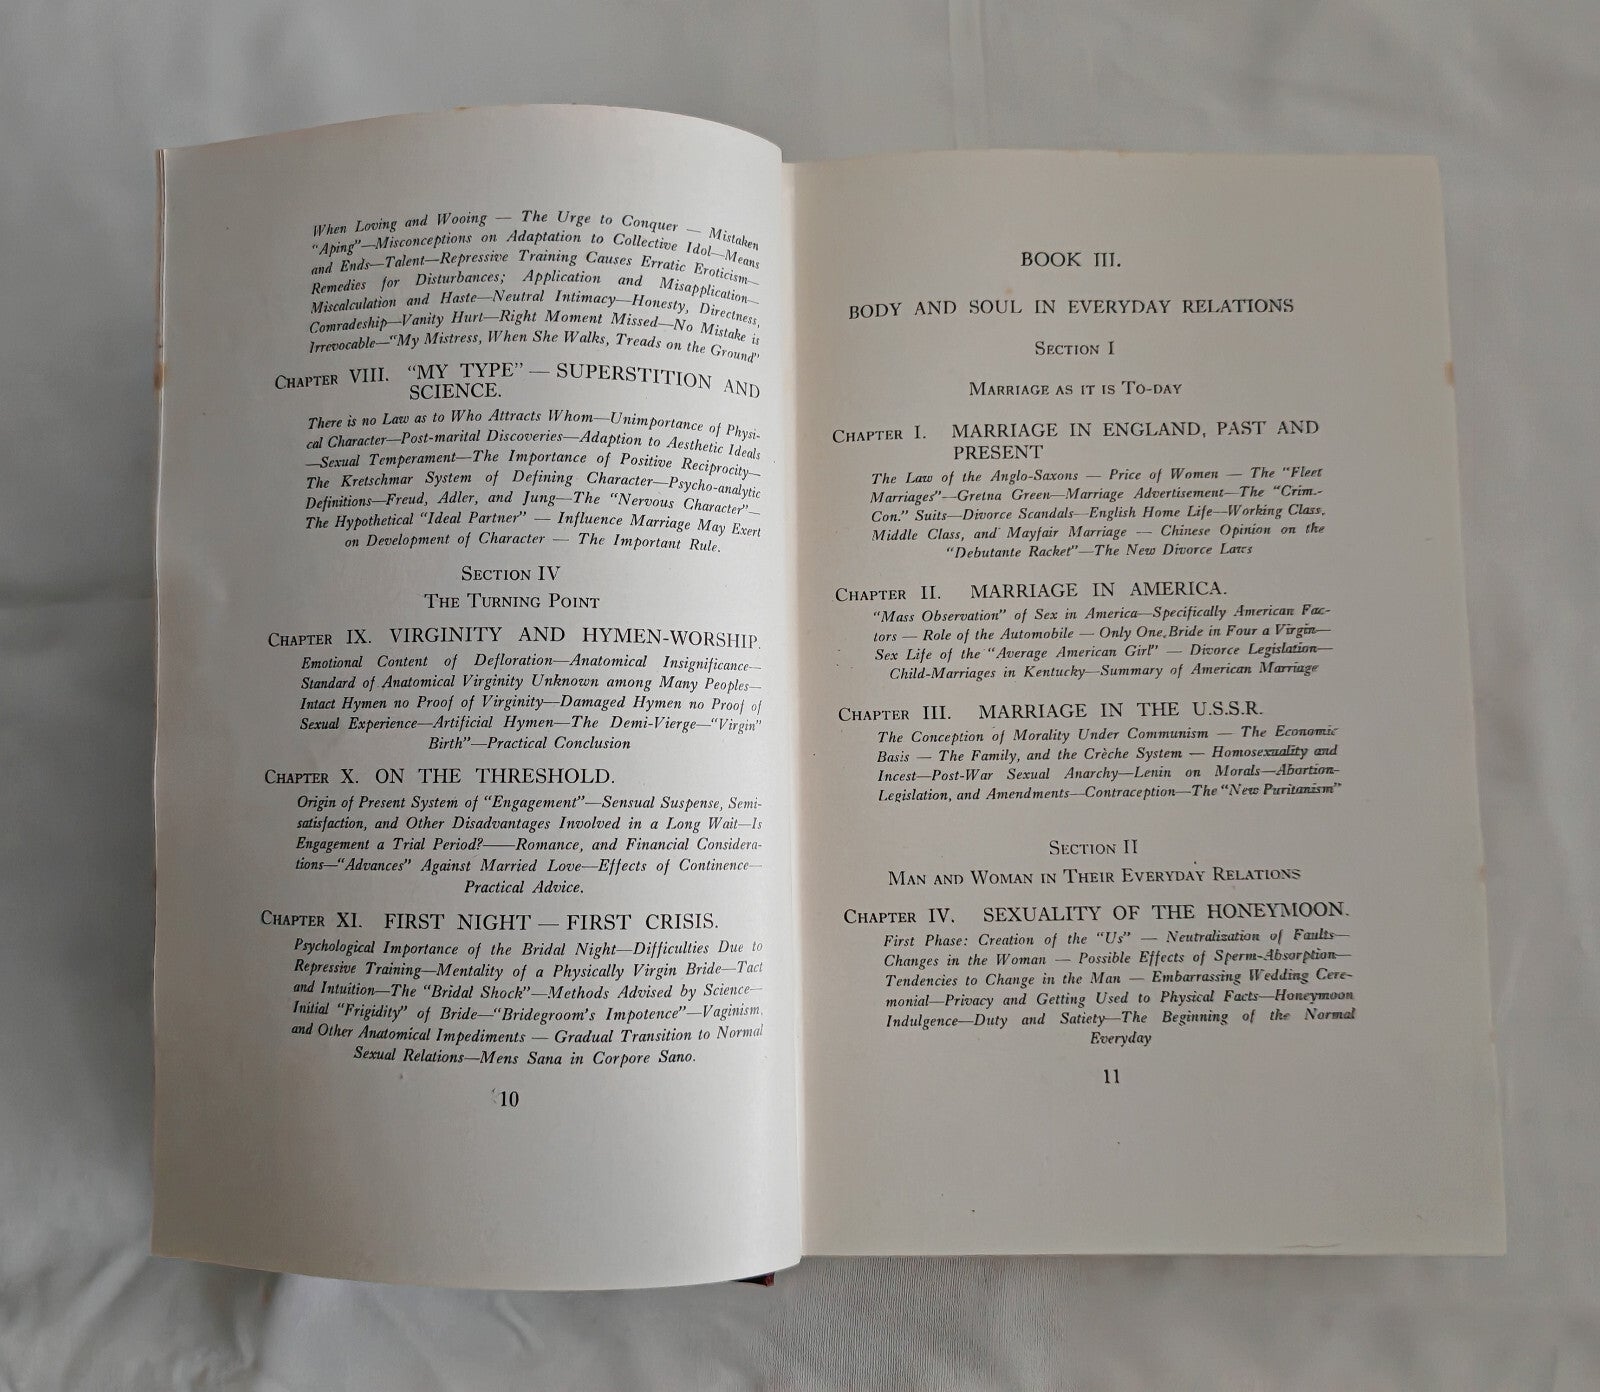 When Loving and Wooing — The Urge to Conquer — Mistaken
"Aping"—Misconceptions on Adaptation to Collective Idol—Means
and Ends—Talent—Repressive Training Causes Erratic Eroticism—
Remedies for Disturbances; Application and Misapplication—
Miscalculation and Haste—Neutral Intimacy—Honesty, Directness,
Comradeship—Vanity Hurt—Right Moment Missed—No Mistake is
Irrevocable—"My Mistress, When She Walks, Treads on the Ground"
Chapter VIII. "MY TYPE" — SUPERSTITION AND
SCIENCE.
There is no Law as to Who Attracts Whom—Unimportance of Physi-
cal Character—Post-marital Discoveries—Adaption to Aesthetic Ideals
—Sexual Temperament—The Importance of Positive Reciprocity—
The Kretschmar System of Defining Character—Psycho-analytic
Definitions—Freud, Adler, and Jung—The "Nervous Character"—
The Hypothetical "Ideal Partner" — Influence Marriage May Exert
on Development of Character — The Important Rule.
Section IV
The Turning Point
Chapter IX. VIRGINITY AND HYMEN-WORSHIP.
Emotional Content of Defloration—Anatomical Insignificance—
Standard of Anatomical Virginity Unknown among Many Peoples—
Intact Hymen no Proof of Virginity—Damaged Hymen no Proof of
Sexual Experience—Artificial Hymen—The Demi-Vierge—"Virgin"
Birth"—Practical Conclusion
Chapter X. ON THE THRESHOLD.
Origin of Present System of "Engagement"—Sensual Suspense, Semi-
satisfaction, and Other Disadvantages Involved in a Long Wait—Is
Engagement a Trial Period?——Romance, and Financial Considera-
tions—"Advances" Against Married Love—Effects of Continence—
Practical Advice.
Chapter XI. FIRST NIGHT — FIRST CRISIS.
Psychological Importance of the Bridal Night—Difficulties Due to
Repressive Training—Mentality of a Physically Virgin Bride—Tact
and Intuition—The "Bridal Shock"—Methods Advised by Science—
Initial "Frigidity" of Bride—"Bridegroom's Impotence"—Vaginism,
and Other Anatomical Impediments — Gradual Transition to Normal
Sexual Relations—Mens Sana in Corpore Sano.
10
BOOK III.
BODY AND SOUL IN EVERYDAY RELATIONS
Section I
Marriage as it is To-day
Chapter I. MARRIAGE IN ENGLAND, PAST AND
PRESENT
The Law of the Anglo-Saxons — Price of Women — The "Fleet
Marriages"—Gretna Green—Marriage Advertisement—The "Crim.-
Con." Suits—Divorce Scandals—English Home Life—Working Class,
Middle Class, and Mayfair Marriage — Chinese Opinion on the
"Debutante Racket"—The New Divorce Laws
Chapter II. MARRIAGE IN AMERICA.
"Mass Observation" of Sex in America—Specifically American Fac-
tors — Role of the Automobile — Only One Bride in Four a Virgin—
Sex Life of the "Average American Girl" — Divorce Legislation—
Child-Marriages in Kentucky—Summary of American Marriage
Chapter III. MARRIAGE IN THE U.S.S.R.
The Conception of Morality Under Communism — The Economic
Basis — The Family, and the Crèche System — Homosexuality and
Incest—Post-War Sexual Anarchy—Lenin on Morals—Abortion-
Legislation, and Amendments—Contraception—The "New Puritanism"
Section II
Man and Woman in Their Everyday Relations
Chapter IV. SEXUALITY OF THE HONEYMOON.
First Phase: Creation of the "Us" — Neutralization of Faults—
Changes in the Woman — Possible Effects of Sperm-Absorption—
Tendencies to Change in the Man — Embarrassing Wedding Cere-
monial—Privacy and Getting Used to Physical Facts—Honeymoon
Indulgence—Duty and Satiety—The Beginning of the Normal
Everyday
11